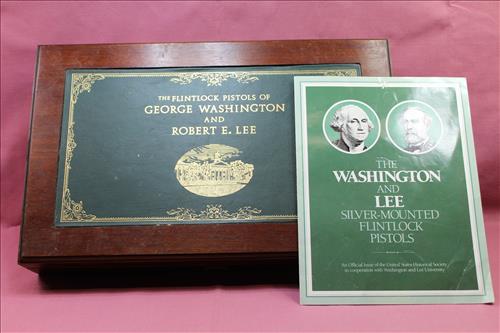 THE FLINTLOCK PISTOLS OF
GEORGE WASHINGTON
AND
ROBERT E. LEE
THE
WASHINGTON
AND
LEE
SILVER-MOUNTED
FLINTLOCK
PISTOLS
An Official Issue of the United States Historical Society
in cooperation with Washington and Lee University